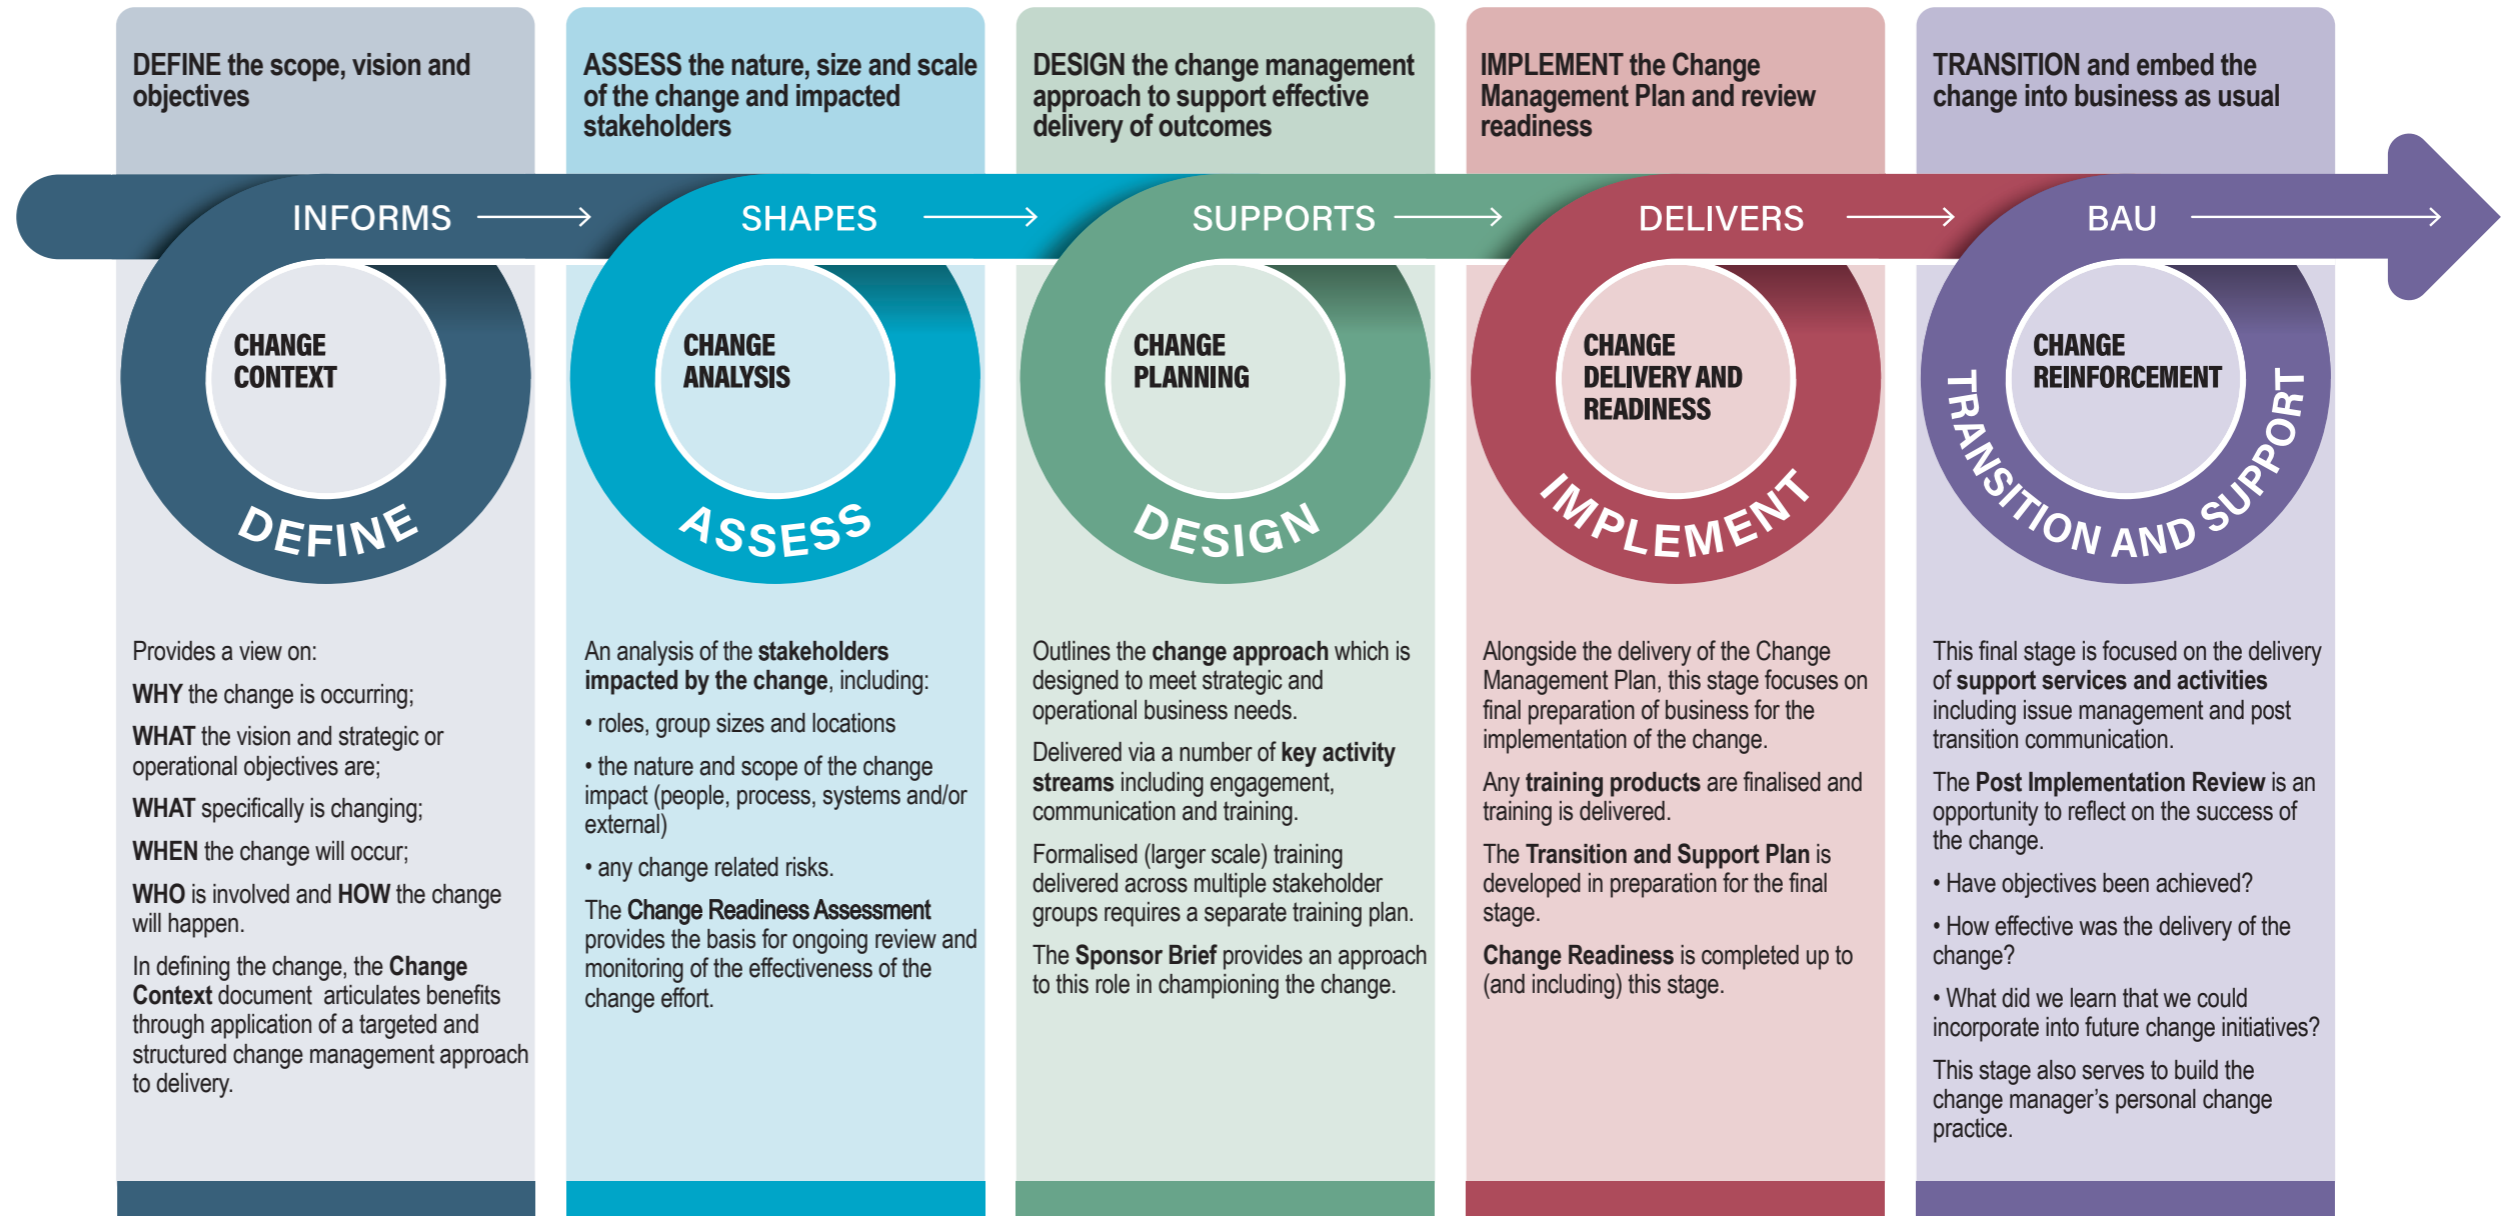 DEFINE the scope, vision and
objectives
INFORMS
CHANGE
CONTEXT
DEFINE
Provides a view on:
WHY the change is occurring;
WHAT the vision and strategic or
operational objectives are;
WHAT specifically is changing;
WHEN the change will occur;
WHO is involved and HOW the change
will happen.
In defining the change, the Change
Context document articulates benefits
through application of a targeted and
structured change management approach
to delivery.
ASSESS the nature, size and scale
of the change and impacted
stakeholders
SHAPES
CHANGE
ANALYSIS
ASSESS
An analysis of the stakeholders
impacted by the change, including:
• roles, group sizes and locations
• the nature and scope of the change
impact (people, process, systems and/or
external)
• any change related risks.
The Change Readiness Assessment
provides the basis for ongoing review and
monitoring of the effectiveness of the
change effort.
DESIGN the change management
approach to support effective
delivery of outcomes
SUPPORTS
CHANGE
PLANNING
DESIGN
Outlines the change approach which is
designed to meet strategic and
operational business needs.
Delivered via a number of key activity
streams including engagement,
communication and training.
Formalised (larger scale) training
delivered across multiple stakeholder
groups requires a separate training plan.
The Sponsor Brief provides an approach
to this role in championing the change.
IMPLEMENT the Change
Management Plan and review
readiness
DELIVERS
CHANGE
DELIVERY AND
READINESS
IMPLEMENT
Alongside the delivery of the Change
Management Plan, this stage focuses on
final preparation of business for the
implementation of the change.
Any training products are finalised and
training is delivered.
The Transition and Support Plan is
developed in preparation for the final
stage.
Change Readiness is completed up to
(and including) this stage.
TRANSITION and embed the
change into business as usual
BAU
CHANGE
REINFORCEMENT
TRANSITION AND SUPPORT
This final stage is focused on the delivery
of support services and activities
including issue management and post
transition communication.
The Post Implementation Review is an
opportunity to reflect on the success of
the change.
• Have objectives been achieved?
• How effective was the delivery of the
change?
• What did we learn that we could
incorporate into future change initiatives?
This stage also serves to build the
change manager’s personal change
practice.